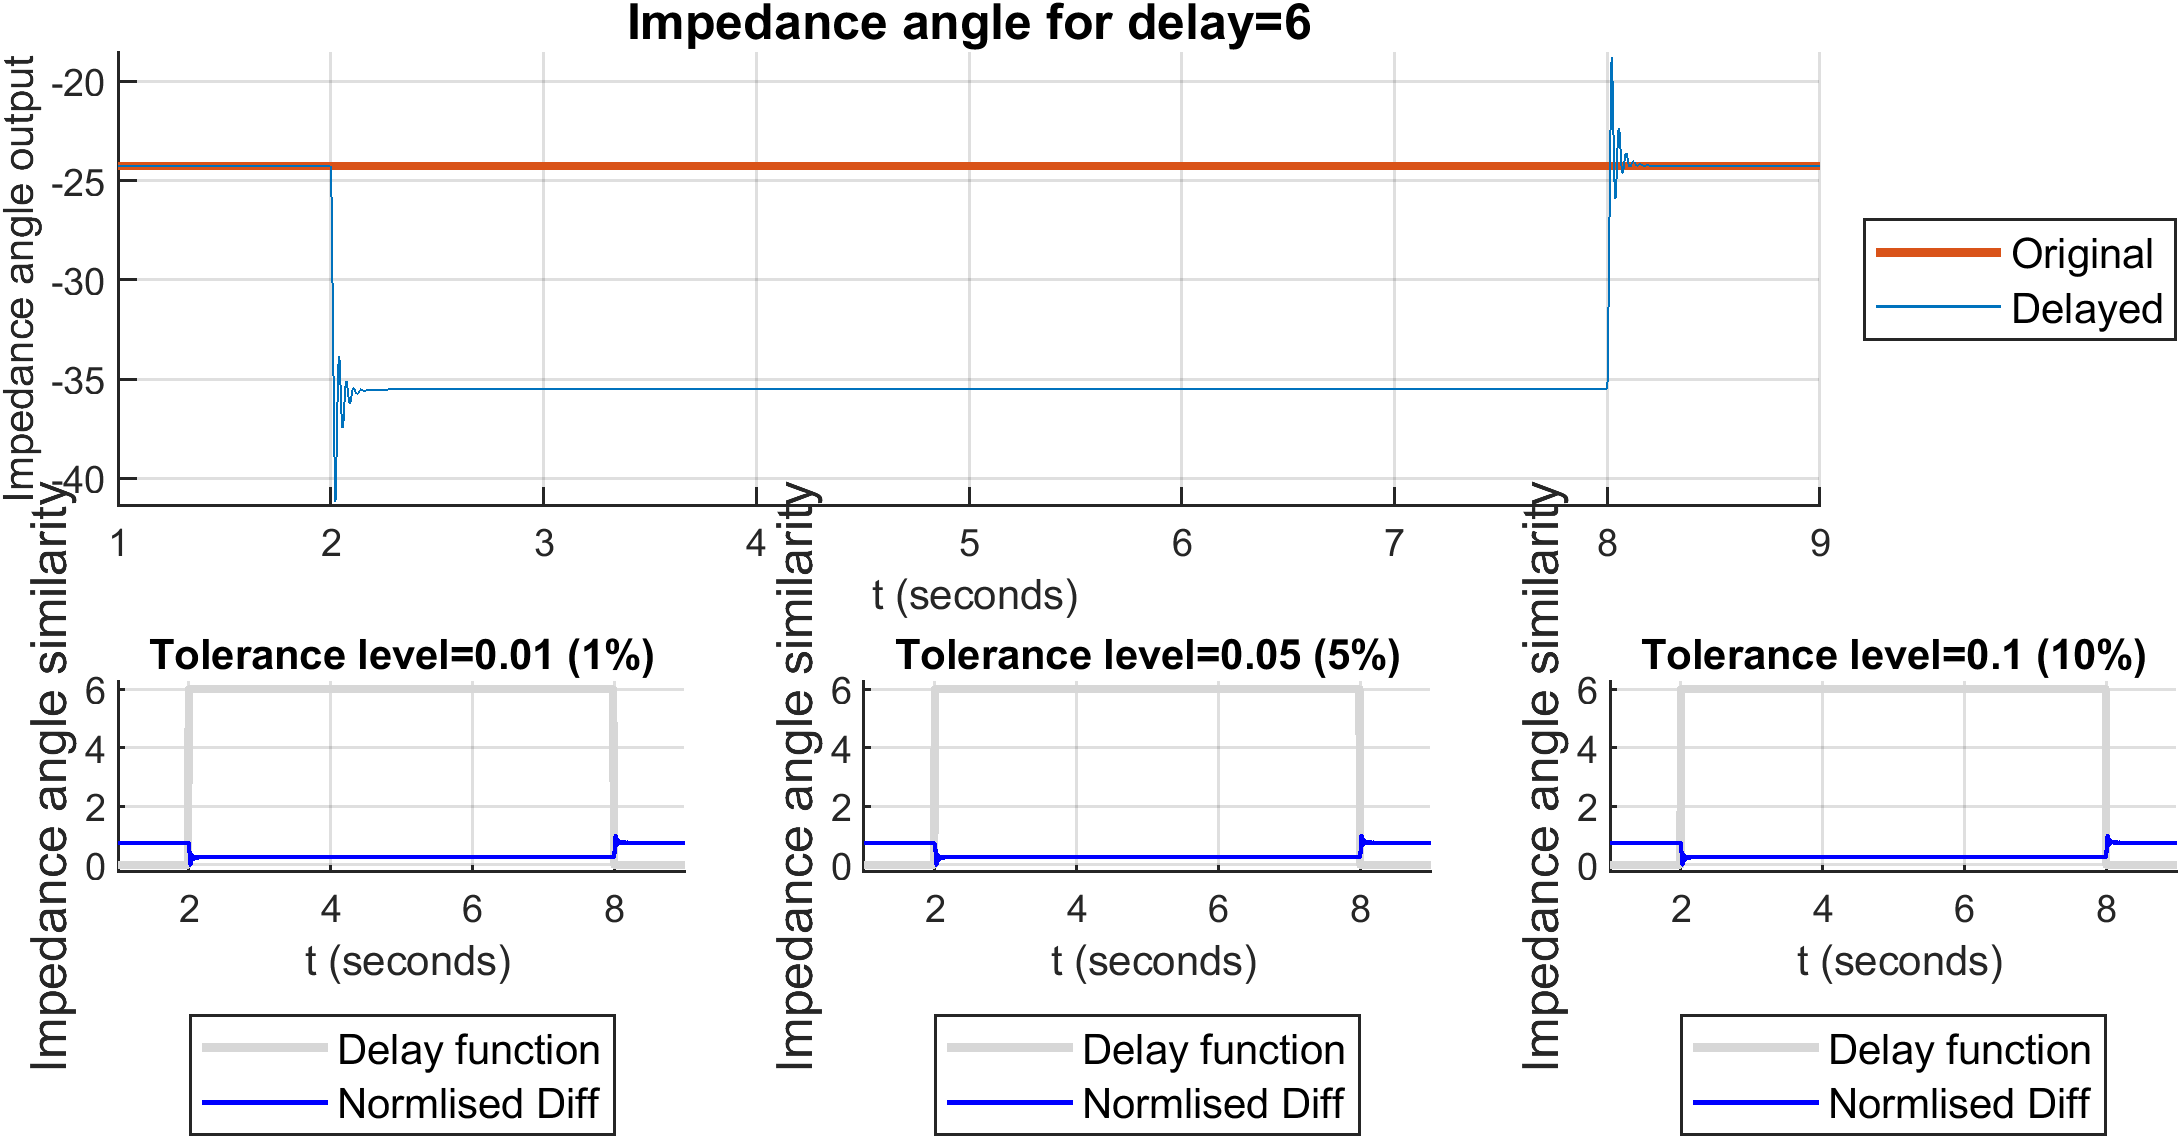 Impedance angle for delay=6
Impedance angle output
-20
-25
-30
-35
-40
1 2 3 4 5 6 7 8 9
t (seconds)
Original
Delayed
Tolerance level=0.01 (1%)
Impedance angle similarity
6
4
2
0
2 4 6 8
t (seconds)
Delay function
Normlised Diff
Tolerance level=0.05 (5%)
Impedance angle similarity
6
4
2
0
2 4 6 8
t (seconds)
Delay function
Normlised Diff
Tolerance level=0.1 (10%)
Impedance angle similarity
6
4
2
0
2 4 6 8
t (seconds)
Delay function
Normlised Diff